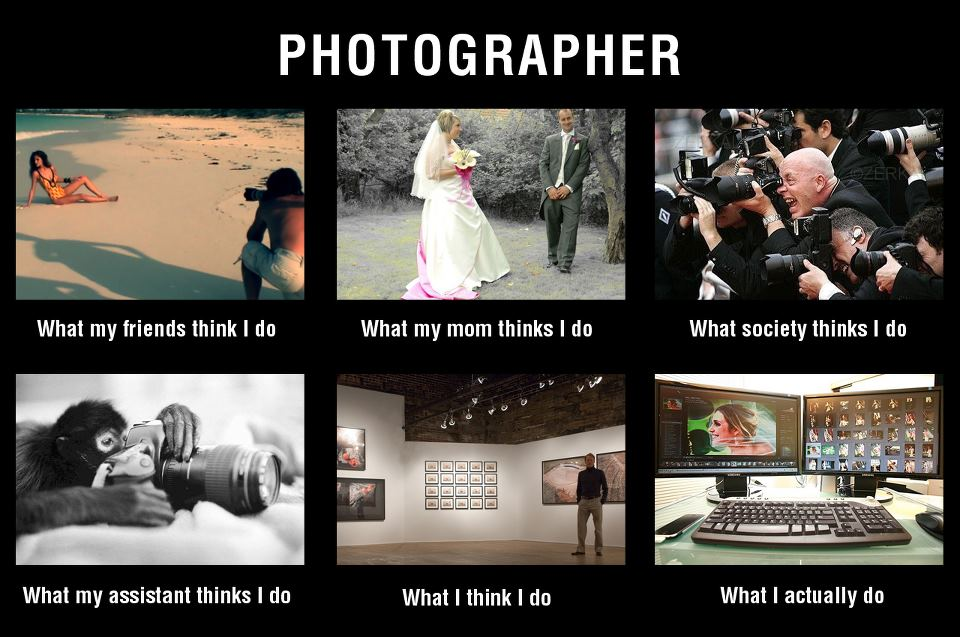 PHOTOGRAPHER
What my friends think I do
What my mom thinks I do
What society thinks I do
What my assistant thinks I do
What I think I do
What I actually do